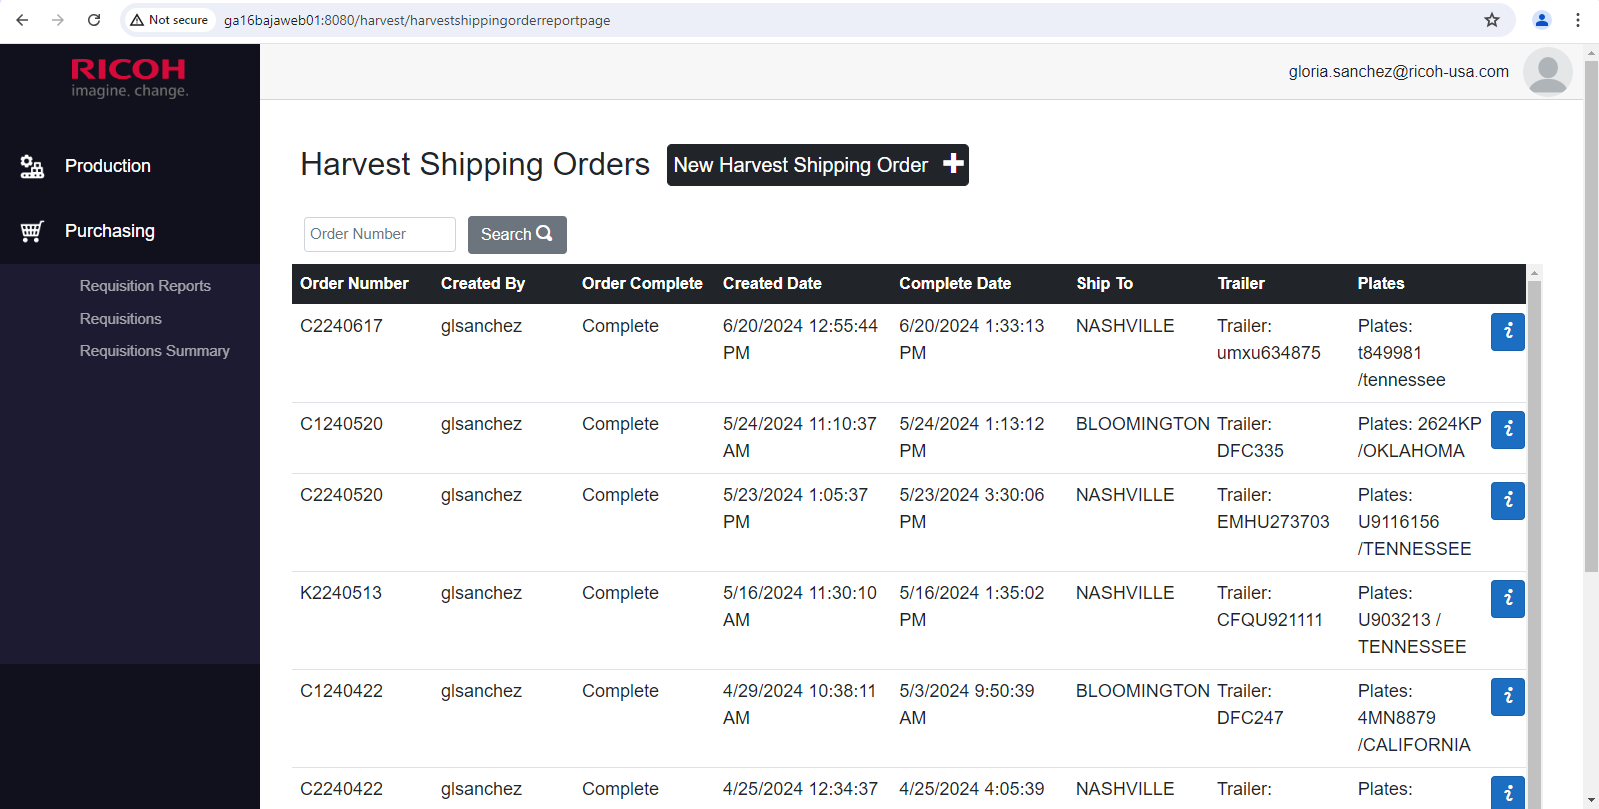 Not secure ga16bajaweb01:8080/harvest/harvestshippingorderreportpage
RICOH
imagine. change.
gloria.sanchez@ricoh-usa.com
Production
Purchasing
Requisition Reports
Requisitions
Requisitions Summary
Harvest Shipping Orders New Harvest Shipping Order
Order Number Search
Order Number Created By Order Complete Created Date Complete Date Ship To Trailer Plates
C2240617 glsanchez Complete 6/20/2024 12:55:44 6/20/2024 1:33:13 NASHVILLE Trailer: Plates:
PM PM umxu634875 t849981
/tennessee
C1240520 glsanchez Complete 5/24/2024 11:10:37 5/24/2024 1:13:12 BLOOMINGTON Trailer: Plates: 2624KP
AM PM DFC335 /OKLAHOMA
C2240520 glsanchez Complete 5/23/2024 1:05:37 5/23/2024 3:30:06 NASHVILLE Trailer: Plates:
PM PM EMHU273703 U9116156
/TENNESSEE
K2240513 glsanchez Complete 5/16/2024 11:30:10 5/16/2024 1:35:02 NASHVILLE Trailer: Plates:
AM PM CFQU921111 U903213 /
TENNESSEE
C1240422 glsanchez Complete 4/29/2024 10:38:11 5/3/2024 9:50:39 BLOOMINGTON Trailer: Plates:
AM AM DFC247 4MN8879
/CALIFORNIA
C2240422 glsanchez Complete 4/25/2024 12:34:37 4/25/2024 4:05:39 NASHVILLE Trailer: Plates: